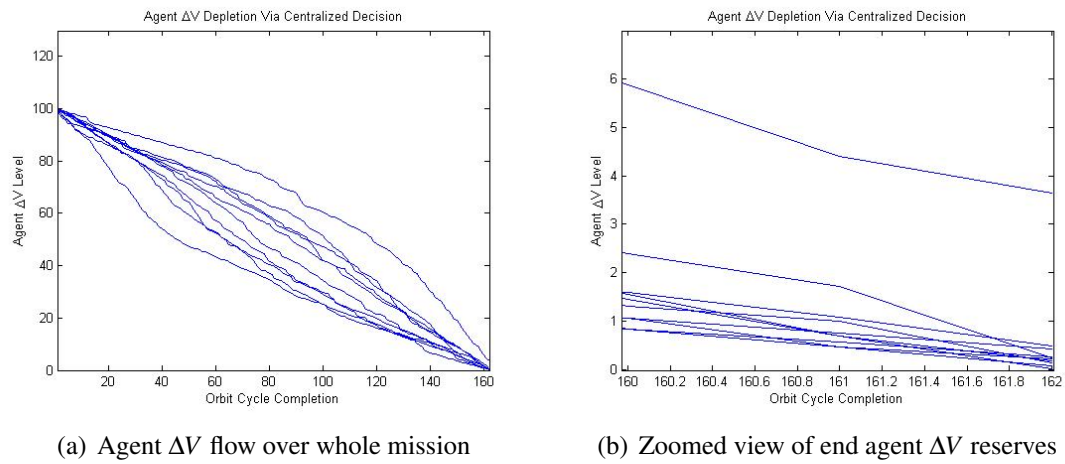 Agent ΔV Depletion Via Centralized Decision
120
100
80
60
40
20
0
Agent ΔV Level
20 40 60 80 100 120 140 160
Orbit Cycle Completion
(a) Agent ΔV flow over whole mission
Agent ΔV Depletion Via Centralized Decision
6
5
4
3
2
1
0
Agent ΔV Level
160 160.2 160.4 160.6 160.8 161 161.2 161.4 161.6 161.8 162
Orbit Cycle Completion
(b) Zoomed view of end agent ΔV reserves